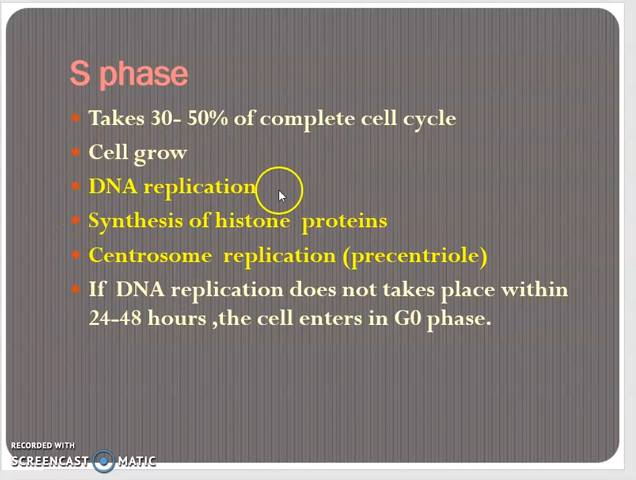 S phase
Takes 30- 50% of complete cell cycle
Cell grow
DNA replication
Synthesis of histone proteins
Centrosome replication (precentriole)
If DNA replication does not takes place within
24-48 hours ,the cell enters in G0 phase.
RECORDED WITH
SCREENCAST MATIC